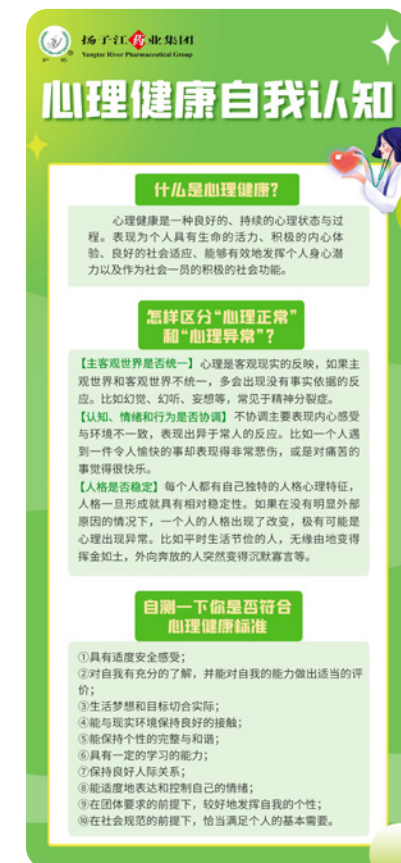 扬子江药业集团
Yangtze River Pharmaceutical Group
护佑
心理健康自我认知
什么是心理健康？
心理健康是一种良好的、持续的心理状态与过
程。表现为个人具有生命的活力、积极的内心体
验、良好的社会适应、能够有效地发挥个人身心潜
力以及作为社会一员的积极的社会功能。
怎样区分“心理正常”
和“心理异常”？
【主客观世界是否统一】心理是客观现实的反映，如果主
观世界和客观世界不统一，多会出现没有事实依据的反
应。比如幻觉、幻听、妄想等，常见于精神分裂症。
【认知、情绪和行为是否协调】不协调主要表现内心感受
与环境不一致，表现出异于常人的反应。比如一个人遇
到一件令人愉快的事却表现得非常悲伤，或是对痛苦的
事觉得很快乐。
【人格是否稳定】每个人都有自己独特的人格心理特征，
人格一旦形成就具有相对稳定性。如果在没有明显外部
原因的情况下，一个人的人格出现了改变，极有可能是
心理出现异常。比如平时生活节俭的人，无缘由地变得
挥金如土，外向奔放的人突然变得沉默寡言等。
自测一下你是否符合
心理健康标准
①具有适度安全感受；
②对自我有充分的了解，并能对自我的能力做出适当的评
价；
③生活梦想和目标切合实际；
④能与现实环境保持良好的接触；
⑤能保持个性的完整与和谐；
⑥具有一定的学习的能力；
⑦保持良好人际关系；
⑧能适度地表达和控制自己的情绪；
⑨在团体要求的前提下，较好地发挥自我的个性；
⑩在社会规范的前提下，恰当满足个人的基本需要。